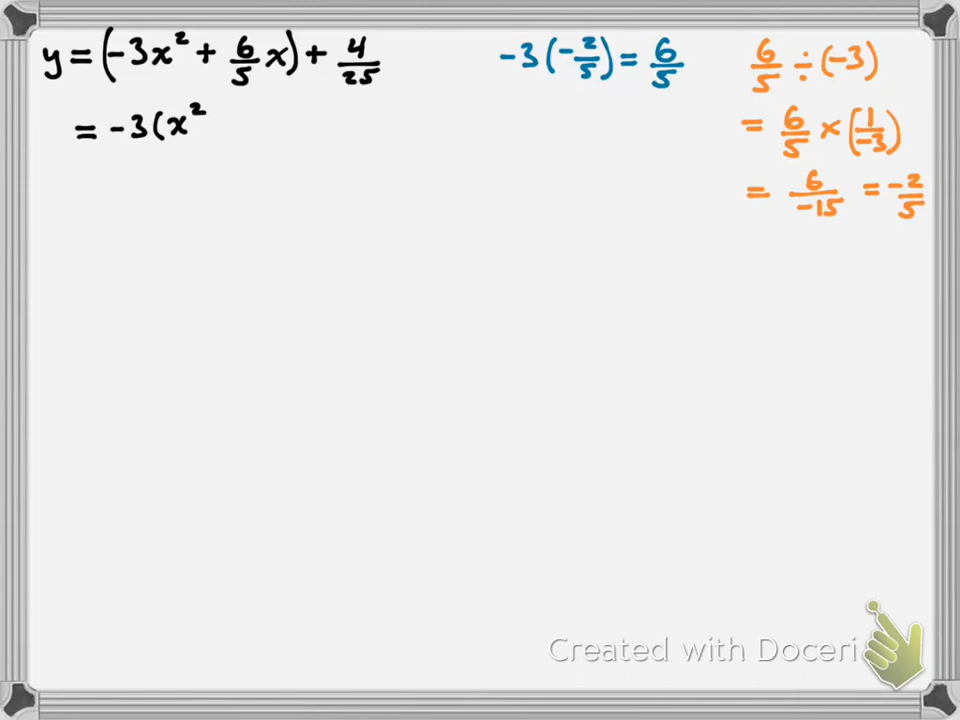 y = (-3x² + 6/5 x) + 4/25
= -3(x²
-3(-2/5) = 6/5
6/5 ÷ (-3)
= 6/5 × (1/-3)
= 6/-15 = -2/5
Created with Doceri